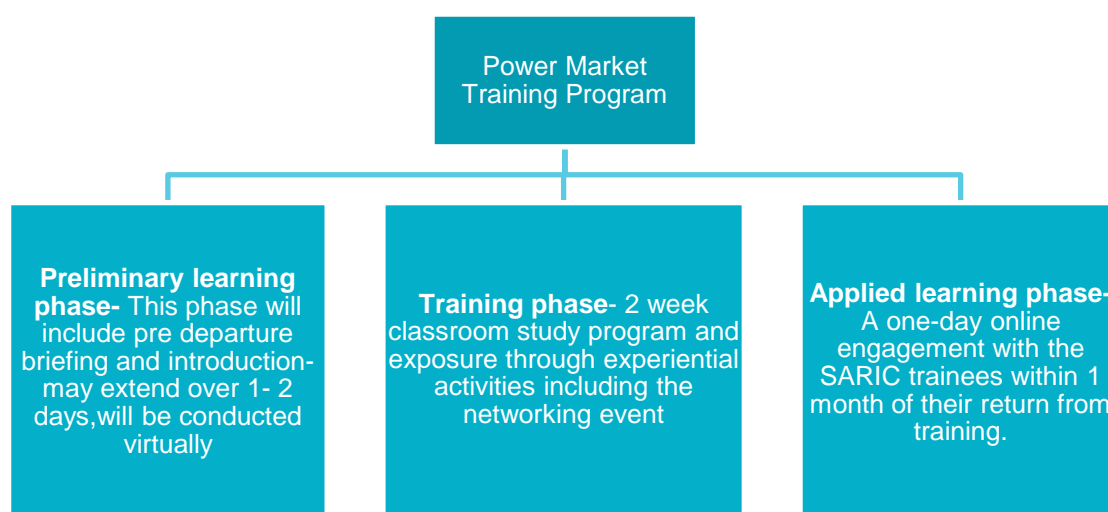 Power Market
Training Program
Preliminary learning
phase- This phase will
include pre departure
briefing and introduction-
may extend over 1- 2
days,will be conducted
virtually
Training phase- 2 week
classroom study program and
exposure through experiential
activities including the
networking event
Applied learning phase-
A one-day online
engagement with the
SARIC trainees within 1
month of their return from
training.